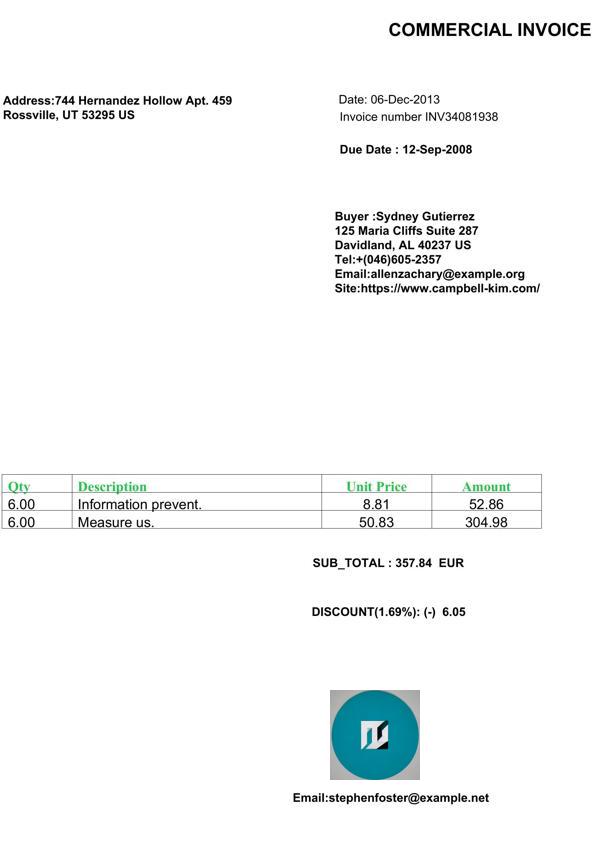 COMMERCIAL INVOICE
Address:744 Hernandez Hollow Apt. 459
Rossville, UT 53295 US
Date: 06-Dec-2013
Invoice number INV34081938
Due Date : 12-Sep-2008
Buyer :Sydney Gutierrez
125 Maria Cliffs Suite 287
Davidland, AL 40237 US
Tel:+(046)605-2357
Email:allenzachary@example.org
Site:https://www.campbell-kim.com/
Qty Description Unit Price Amount
6.00 Information prevent. 8.81 52.86
6.00 Measure us. 50.83 304.98
SUB_TOTAL : 357.84 EUR
DISCOUNT(1.69%): (-) 6.05
Email:stephenfoster@example.net